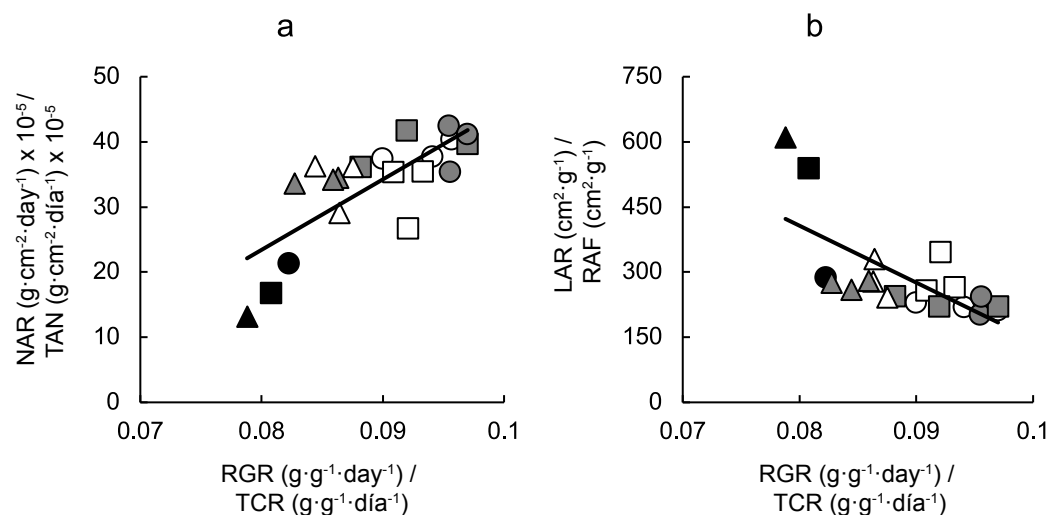 a
NAR (g·cm⁻²·day⁻¹) x 10⁻⁵ /
TAN (g·cm⁻²·día⁻¹) x 10⁻⁵
50
40
30
20
10
0
0.07 0.08 0.09 0.1
RGR (g·g⁻¹·day⁻¹) /
TCR (g·g⁻¹·día⁻¹)
b
LAR (cm²·g⁻¹) /
RAF (cm²·g⁻¹)
750
600
450
300
150
0
0.07 0.08 0.09 0.1
RGR (g·g⁻¹·day⁻¹) /
TCR (g·g⁻¹·día⁻¹)